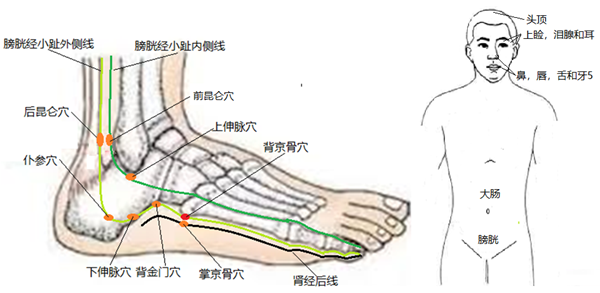 膀胱经小趾外侧线
膀胱经小趾内侧线
后昆仑穴
前昆仑穴
上伸脉穴
仆参穴
背京骨穴
下伸脉穴
背金门穴
掌京骨穴
肾经后线
头顶
上睑，泪腺和耳
鼻，唇，舌和牙5
大肠
膀胱